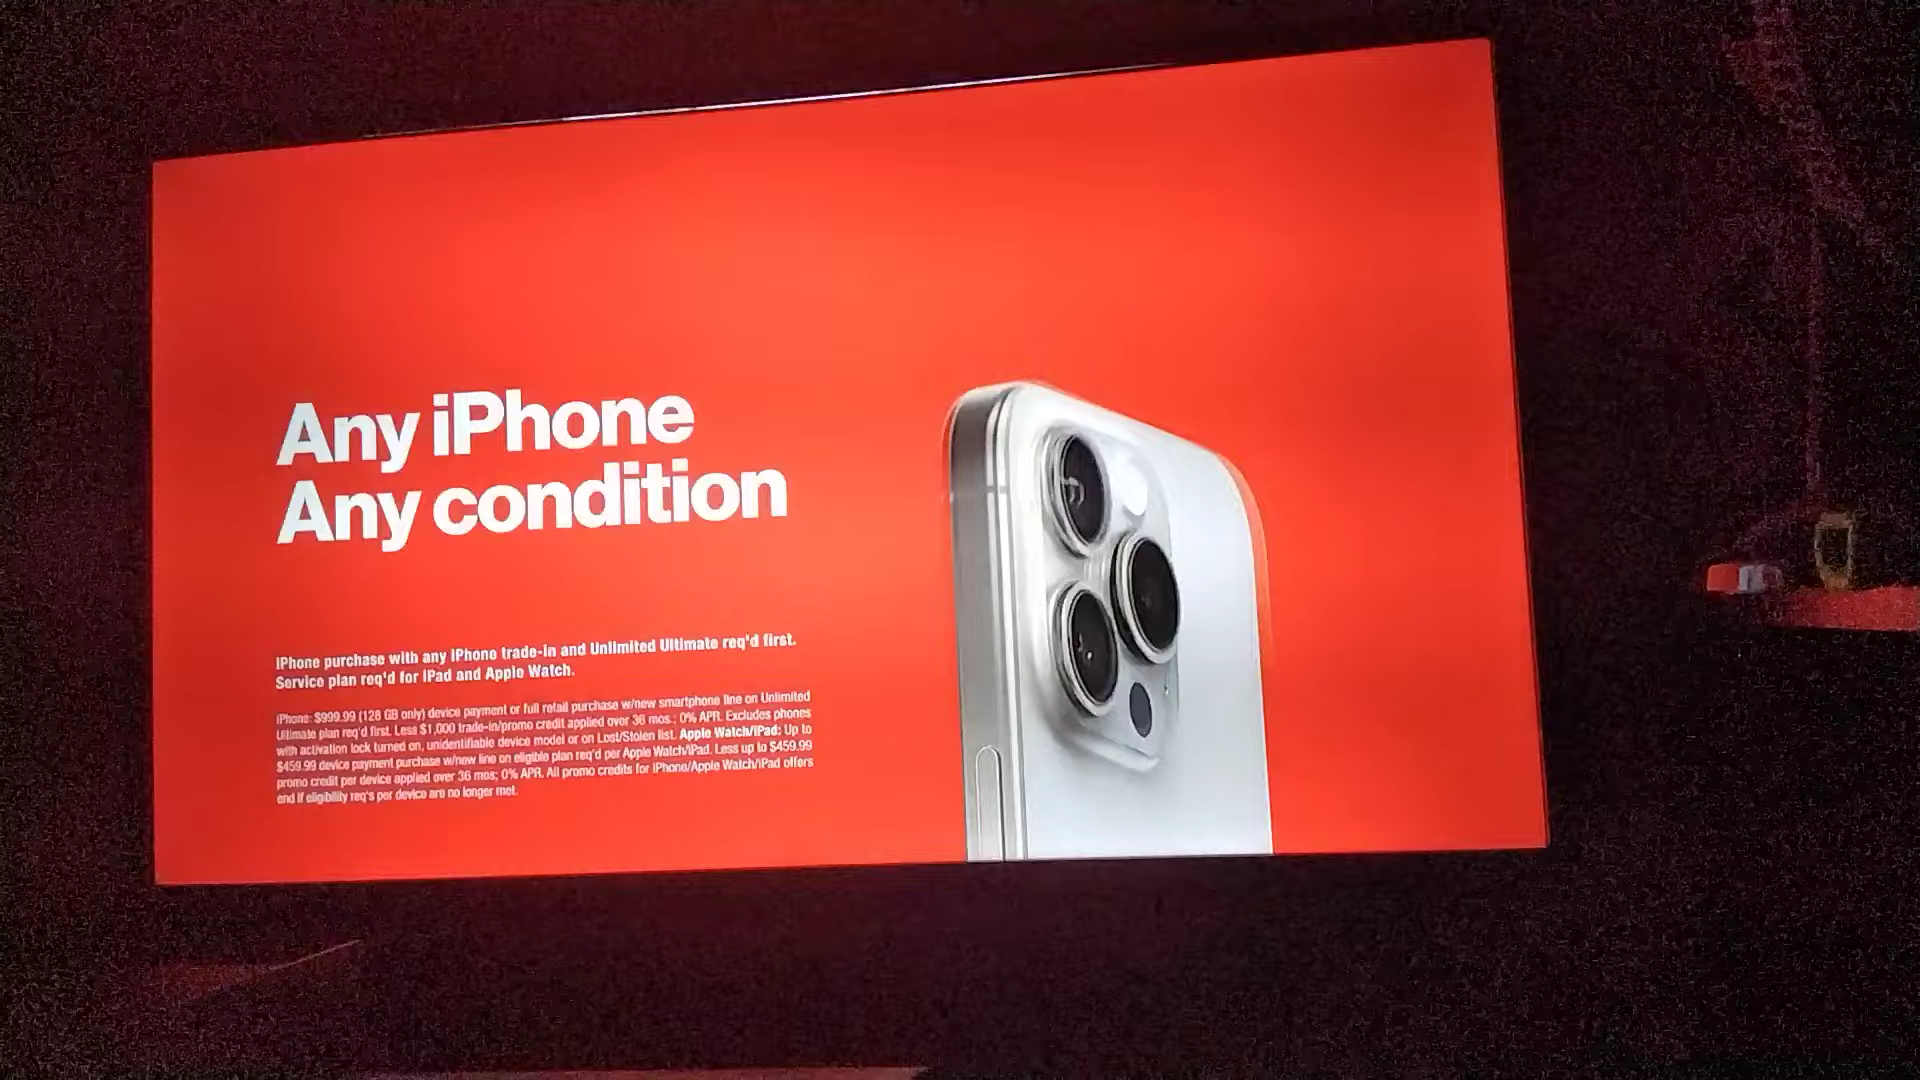 Any iPhone
Any condition
iPhone purchase with any iPhone trade-in and Unlimited Ultimate req'd first.
Service plan req'd for iPad and Apple Watch.
iPhone: $999.99 (128 GB only) device payment or full retail purchase w/new smartphone line on Unlimited
Ultimate plan req'd first. Less $1,000 trade-in/promo credit applied over 36 mos.; 0% APR. Excludes phones
with activation lock turned on, unidentifiable device model or on Lost/Stolen list. Apple Watch/iPad: Up to
$459.99 device payment purchase w/new line on eligible plan req'd per Apple Watch/iPad. Less up to $459.99
promo credit per device applied over 36 mos; 0% APR. All promo credits for iPhone/Apple Watch/iPad offers
end if eligibility req's per device are no longer met.